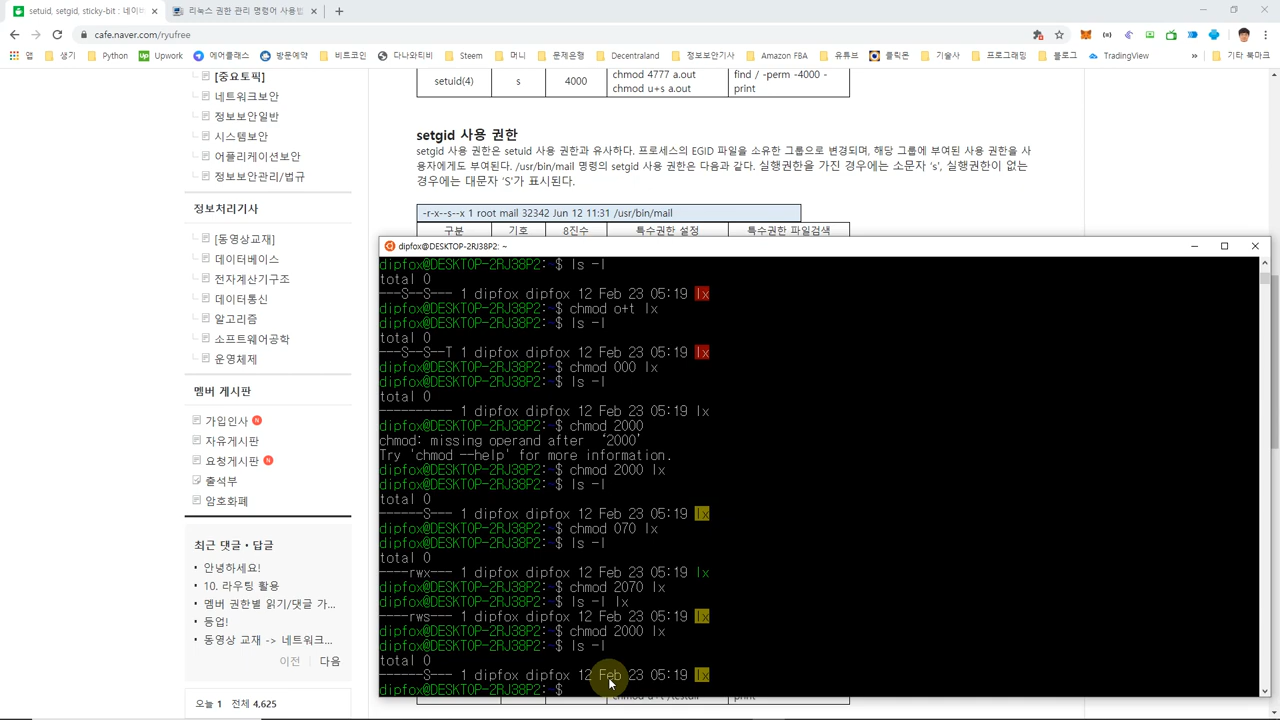 setuid, setgid, sticky-bit : 네이버
리눅스 권한 관리 명령어 사용법
cafe.naver.com/ryufree
앱
생기
Python
Upwork
에어클래스
방문예약
비트코인
다나와티비
Steem
머니
문제은행
Decentraland
정보보안기사
Amazon FBA
유튜브
클릭몬
기술사
프로그래밍
블로그
TradingView
»
기타 북마크
[중요토픽]
네트워크보안
정보보안일반
시스템보안
어플리케이션보안
정보보안관리/법규
정보처리기사
[동영상교재]
데이터베이스
전자계산기구조
데이터통신
알고리즘
소프트웨어공학
운영체제
멤버 게시판
가입인사 N
자유게시판
요청게시판 N
출석부
암호화폐
최근 댓글・답글
안녕하세요!
10. 라우팅 활용
멤버 권한별 읽기/댓글 가...
등업!
동영상 교재 -> 네트워크...
이전 | 다음
오늘 1 전체 4,625
setuid(4) s 4000 chmod 4777 a.out find / -perm -4000 -
chmod u+s a.out print
setgid 사용 권한
setgid 사용 권한은 setuid 사용 권한과 유사하다. 프로세스의 EGID 파일을 소유한 그룹으로 변경되며, 해당 그룹에 부여된 사용 권한을 사
용자에게도 부여된다. /usr/bin/mail 명령의 setgid 사용 권한은 다음과 같다. 실행권한을 가진 경우에는 소문자 ‘s’, 실행권한이 없는
경우에는 대문자 ‘S’가 표시된다.
-r-x--s--x 1 root mail 32342 Jun 12 11:31 /usr/bin/mail
구분 기호 8진수 특수권한 설정 특수권한 파일검색
dipfox@DESKTOP-2RJ38P2: ~
dipfox@DESKTOP-2RJ38P2:~$ ls -l
total 0
---S--S--- 1 dipfox dipfox 12 Feb 23 05:19 lx
dipfox@DESKTOP-2RJ38P2:~$ chmod o+t lx
dipfox@DESKTOP-2RJ38P2:~$ ls -l
total 0
---S--S--T 1 dipfox dipfox 12 Feb 23 05:19 lx
dipfox@DESKTOP-2RJ38P2:~$ chmod 000 lx
dipfox@DESKTOP-2RJ38P2:~$ ls -l
total 0
---------- 1 dipfox dipfox 12 Feb 23 05:19 lx
dipfox@DESKTOP-2RJ38P2:~$ chmod 2000
chmod: missing operand after ‘2000’
Try 'chmod --help' for more information.
dipfox@DESKTOP-2RJ38P2:~$ chmod 2000 lx
dipfox@DESKTOP-2RJ38P2:~$ ls -l
total 0
------S--- 1 dipfox dipfox 12 Feb 23 05:19 lx
dipfox@DESKTOP-2RJ38P2:~$ chmod 070 lx
dipfox@DESKTOP-2RJ38P2:~$ ls -l
total 0
----rwx--- 1 dipfox dipfox 12 Feb 23 05:19 lx
dipfox@DESKTOP-2RJ38P2:~$ chmod 2070 lx
dipfox@DESKTOP-2RJ38P2:~$ ls -l lx
----rws--- 1 dipfox dipfox 12 Feb 23 05:19 lx
dipfox@DESKTOP-2RJ38P2:~$ chmod 2000 lx
dipfox@DESKTOP-2RJ38P2:~$ ls -l
total 0
------S--- 1 dipfox dipfox 12 Feb 23 05:19 lx
dipfox@DESKTOP-2RJ38P2:~$
print